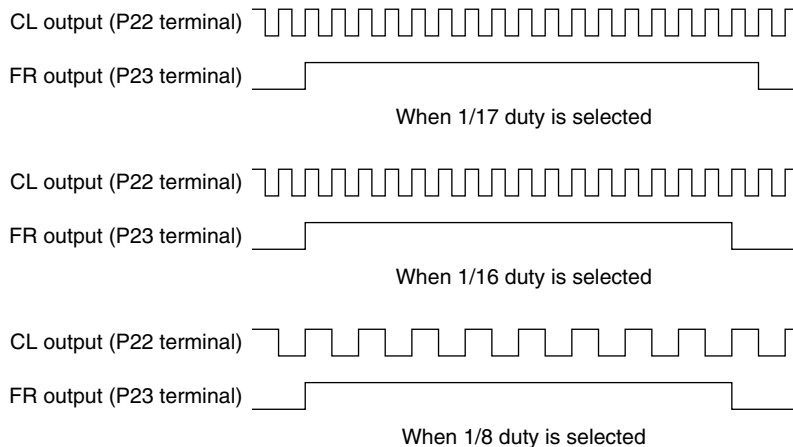 CL output (P22 terminal)
FR output (P23 terminal)
When 1/17 duty is selected
CL output (P22 terminal)
FR output (P23 terminal)
When 1/16 duty is selected
CL output (P22 terminal)
FR output (P23 terminal)
When 1/8 duty is selected